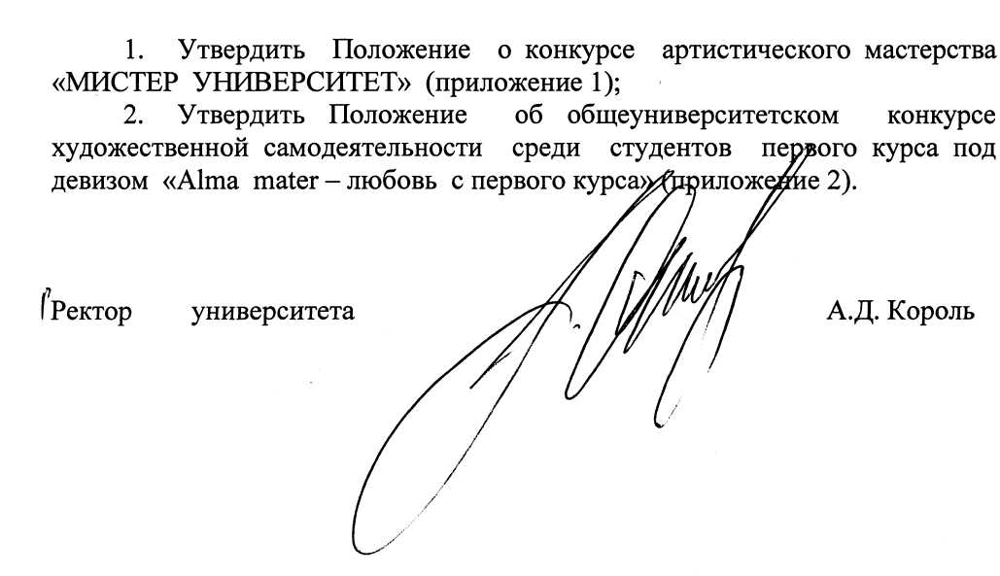 1. Утвердить Положение о конкурсе артистического мастерства
«МИСТЕР УНИВЕРСИТЕТ» (приложение 1);
2. Утвердить Положение об общеуниверситетском конкурсе
художественной самодеятельности среди студентов первого курса под
девизом «Alma mater – любовь с первого курса» (приложение 2).
Ректор университета А.Д. Король